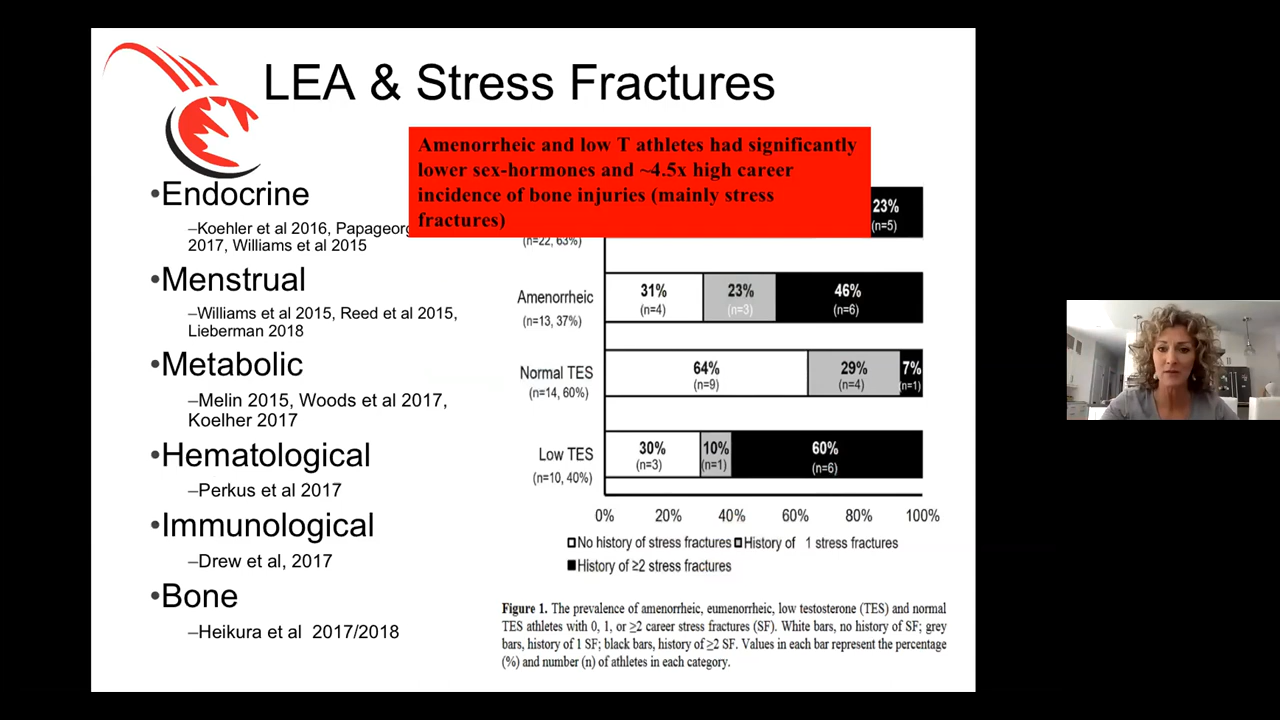 LEA & Stress Fractures
Amenorrheic and low T athletes had significantly
lower sex-hormones and ~4.5x high career
incidence of bone injuries (mainly stress
fractures)
•Endocrine
–Koehler et al 2016, Papageorg
2017, Williams et al 2015
•Menstrual
–Williams et al 2015, Reed et al 2015,
Lieberman 2018
•Metabolic
–Melin 2015, Woods et al 2017,
Koelher 2017
•Hematological
–Perkus et al 2017
•Immunological
–Drew et al, 2017
•Bone
–Heikura et al 2017/2018
23%
(n=5)
(n=22, 63%)
Amenorrheic
(n=13, 37%)
31%
(n=4)
23%
(n=3)
46%
(n=6)
Normal TES
(n=14, 60%)
64%
(n=9)
29%
(n=4)
7%
(n=1)
Low TES
(n=10, 40%)
30%
(n=3)
10%
(n=1)
60%
(n=6)
0% 20% 40% 60% 80% 100%
No history of stress fractures History of 1 stress fractures
History of ≥2 stress fractures
Figure 1. The prevalence of amenorrheic, eumenorrheic, low testosterone (TES) and normal
TES athletes with 0, 1, or ≥2 career stress fractures (SF). White bars, no history of SF; grey
bars, history of 1 SF; black bars, history of ≥2 SF. Values in each bar represent the percentage
(%) and number (n) of athletes in each category.